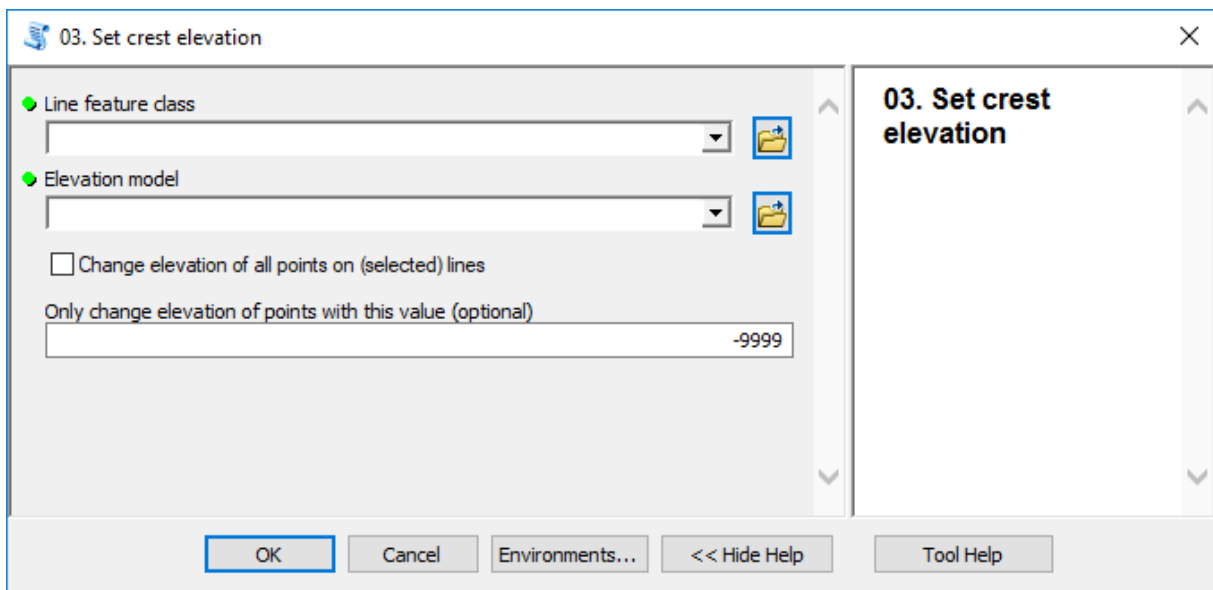 03. Set crest elevation
Line feature class
Elevation model
Change elevation of all points on (selected) lines
Only change elevation of points with this value (optional)
-9999
03. Set crest
elevation
OK
Cancel
Environments...
<< Hide Help
Tool Help